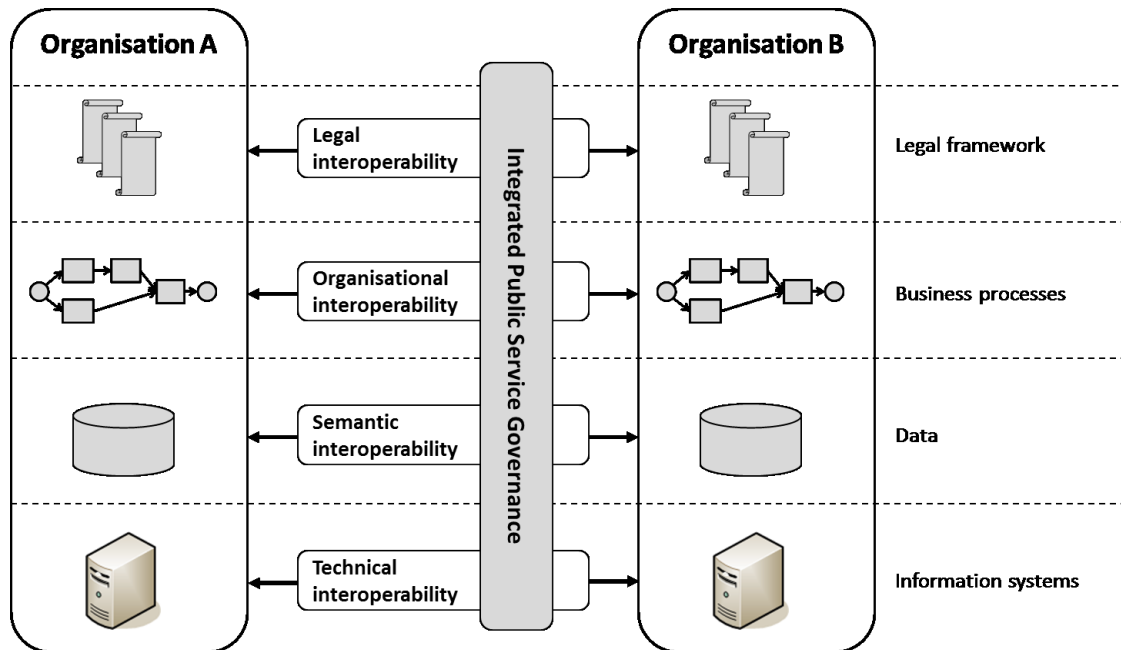 Organisation A
Organisation B
Legal
interoperability
Legal framework
Organisational
interoperability
Business processes
Semantic
interoperability
Data
Technical
interoperability
Information systems
Integrated Public Service Governance